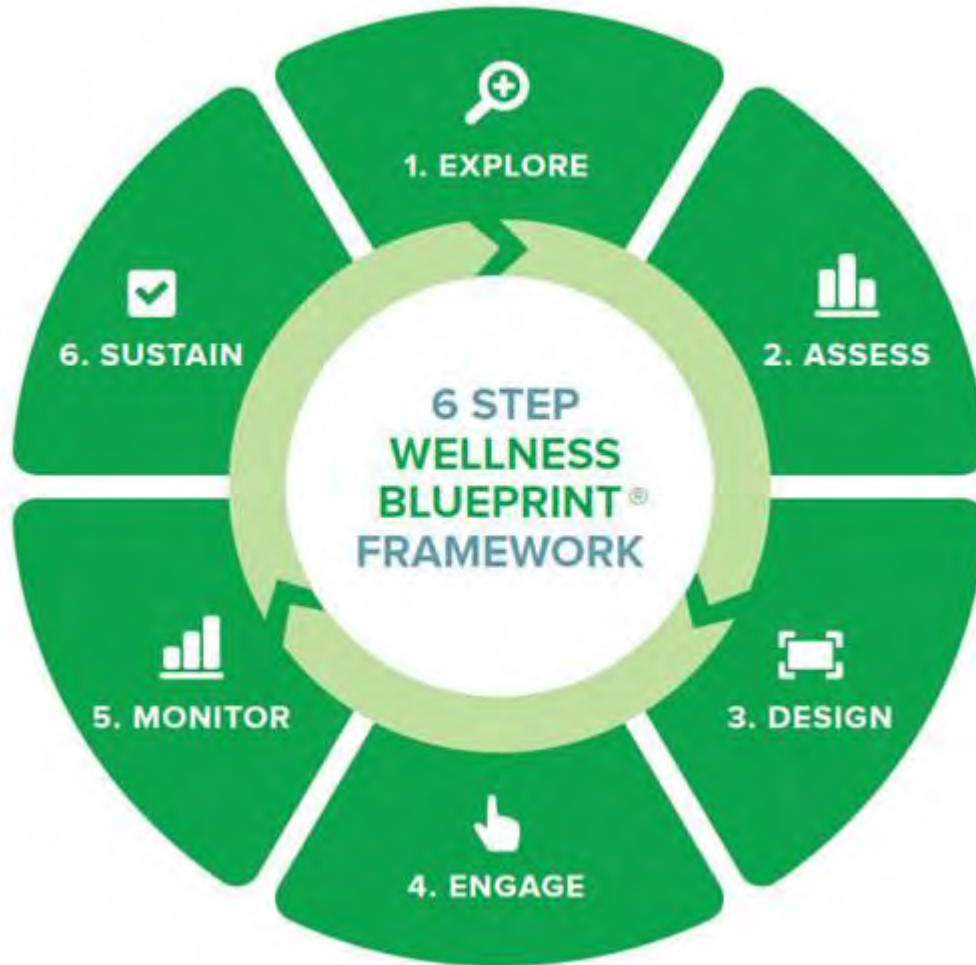 1. EXPLORE
2. ASSESS
3. DESIGN
4. ENGAGE
5. MONITOR
6. SUSTAIN
6 STEP
WELLNESS
BLUEPRINT ®
FRAMEWORK